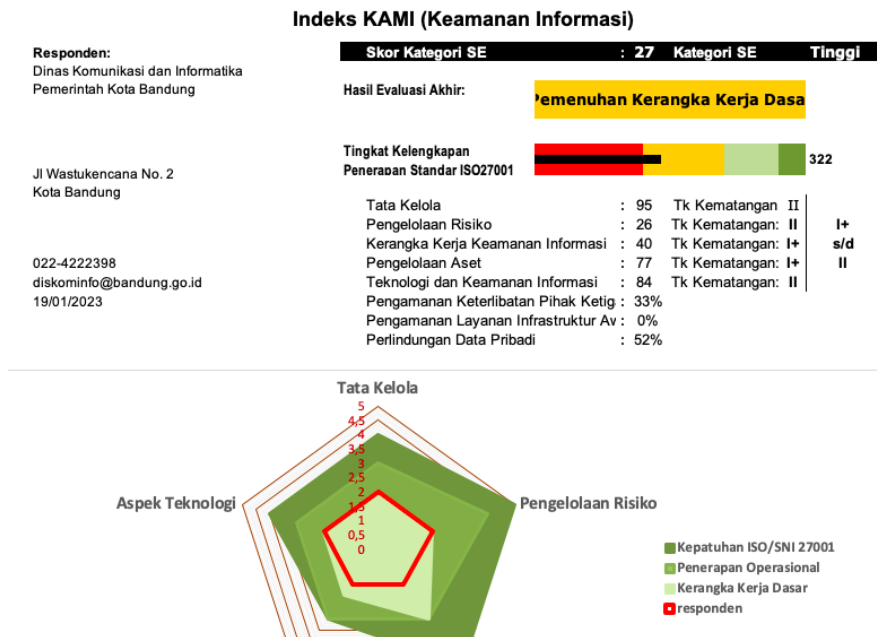 Indeks KAMI (Keamanan Informasi)
Responden:
Dinas Komunikasi dan Informatika
Pemerintah Kota Bandung
Jl Wastukencana No. 2
Kota Bandung
022-4222398
diskominfo@bandung.go.id
19/01/2023
Skor Kategori SE : 27 Kategori SE Tinggi
Hasil Evaluasi Akhir:
Pemenuhan Kerangka Kerja Dasa
Tingkat Kelengkapan
Penerapan Standar ISO27001
322
Tata Kelola : 95 Tk Kematangan II
Pengelolaan Risiko : 26 Tk Kematangan: II I+
Kerangka Kerja Keamanan Informasi : 40 Tk Kematangan: I+ s/d
Pengelolaan Aset : 77 Tk Kematangan: I+ II
Teknologi dan Keamanan Informasi : 84 Tk Kematangan: II
Pengamanan Keterlibatan Pihak Ketig : 33%
Pengamanan Layanan Infrastruktur Aw : 0%
Perlindungan Data Pribadi : 52%
Tata Kelola
5
4,5
4
3,5
3
2,5
2
1,5
1
0,5
0
Aspek Teknologi
Pengelolaan Risiko
Kepatuhan ISO/SNI 27001
Penerapan Operasional
Kerangka Kerja Dasar
responden